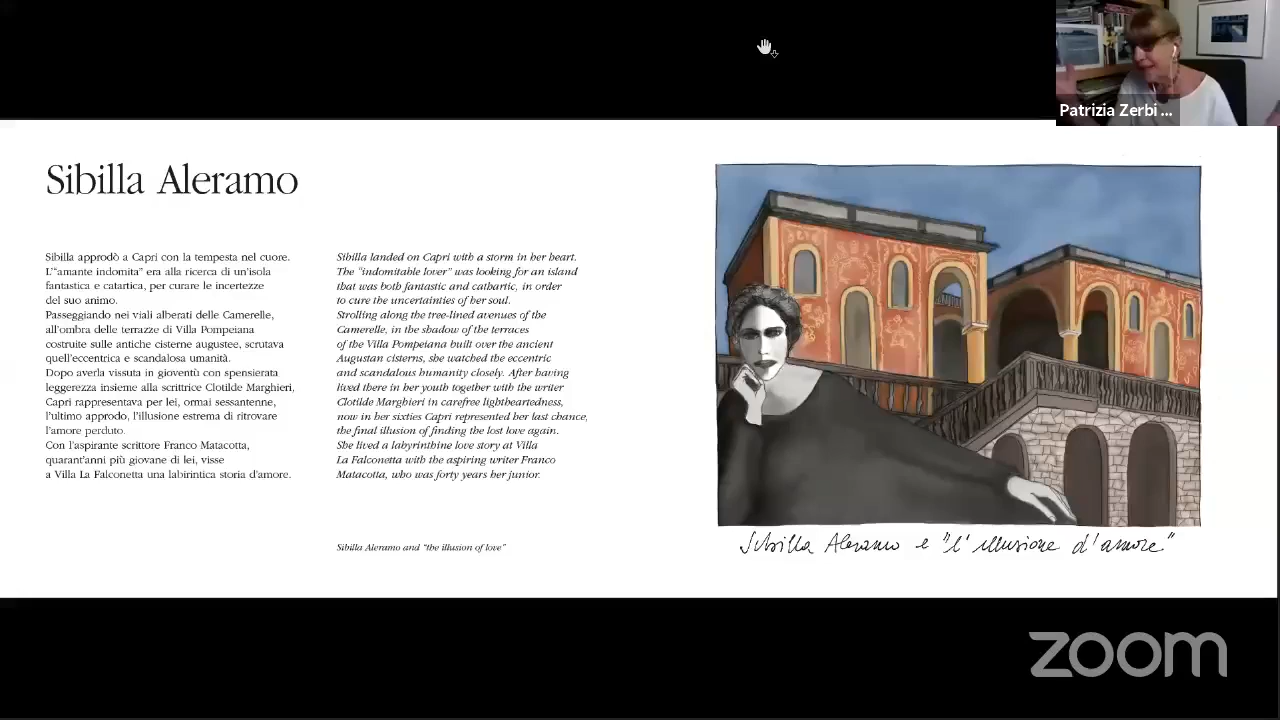 Patrizia Zerbi ...
Sibilla Aleramo
Sibilla approdò a Capri con la tempesta nel cuore.
L'"amante indomita" era alla ricerca di un'isola
fantastica e catartica, per curare le incertezze
del suo animo.
Passeggiando nei viali alberati delle Camerelle,
all'ombra delle terrazze di Villa Pompeiana
costruite sulle antiche cisterne augustee, scrutava
quell'eccentrica e scandalosa umanità.
Dopo averla vissuta in gioventù con spensierata
leggerezza insieme alla scrittrice Clotilde Marghieri,
Capri rappresentava per lei, ormai sessantenne,
l'ultimo approdo, l'illusione estrema di ritrovare
l'amore perduto.
Con l'aspirante scrittore Franco Matacotta,
quarant'anni più giovane di lei, visse
a Villa La Falconetta una labirintica storia d'amore.
Sibilla landed on Capri with a storm in her heart.
The "indomitable lover" was looking for an island
that was both fantastic and cathartic, in order
to cure the uncertainties of her soul.
Strolling along the tree-lined avenues of the
Camerelle, in the shadow of the terraces
of the Villa Pompeiana built over the ancient
Augustan cisterns, she watched the eccentric
and scandalous humanity closely. After having
lived there in her youth together with the writer
Clotilde Marghieri in carefree lightheartedness,
now in her sixties Capri represented her last chance,
the final illusion of finding the lost love again.
She lived a labyrinthine love story at Villa
La Falconetta with the aspiring writer Franco
Matacotta, who was forty years her junior.
Sibilla Aleramo and "the illusion of love"
Sibilla Aleramo e "l'illusione d'amore"
zoom